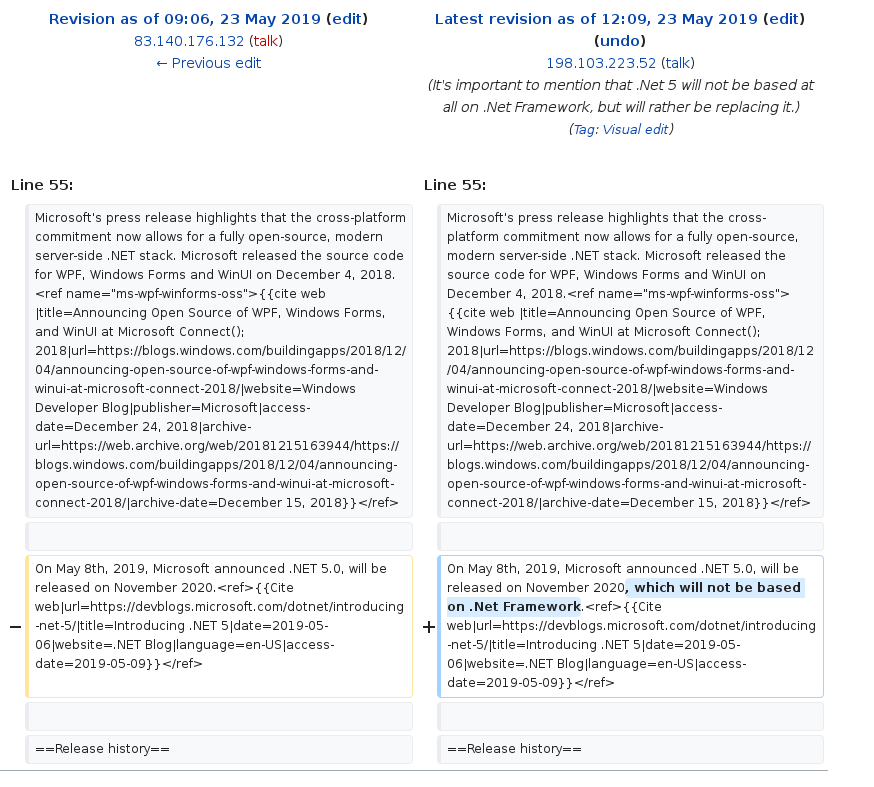 Revision as of 09:06, 23 May 2019 (edit)
83.140.176.132 (talk)
← Previous edit
Latest revision as of 12:09, 23 May 2019 (edit)
(undo)
198.103.223.52 (talk)
(It's important to mention that .Net 5 will not be based at
all on .Net Framework, but will rather be replacing it.)
(Tag: Visual edit)
Line 55:
Line 55:
Microsoft's press release highlights that the cross-platform
commitment now allows for a fully open-source, modern
server-side .NET stack. Microsoft released the source code
for WPF, Windows Forms and WinUI on December 4, 2018.
<ref name="ms-wpf-winforms-oss">{{cite web
|title=Announcing Open Source of WPF, Windows Forms,
and WinUI at Microsoft Connect();
2018|url=https://blogs.windows.com/buildingapps/2018/12/
04/announcing-open-source-of-wpf-windows-forms-and-
winui-at-microsoft-connect-2018/|website=Windows
Developer Blog|publisher=Microsoft|access-
date=December 24, 2018|archive-
url=https://web.archive.org/web/20181215163944/https://
blogs.windows.com/buildingapps/2018/12/04/announcing-
open-source-of-wpf-windows-forms-and-winui-at-microsoft-
connect-2018/|archive-date=December 15, 2018}}</ref>
Microsoft's press release highlights that the cross-
platform commitment now allows for a fully open-source,
modern server-side .NET stack. Microsoft released the
source code for WPF, Windows Forms and WinUI on
December 4, 2018.<ref name="ms-wpf-winforms-oss">
{{cite web |title=Announcing Open Source of WPF,
Windows Forms, and WinUI at Microsoft Connect();
2018|url=https://blogs.windows.com/buildingapps/2018/12
/04/announcing-open-source-of-wpf-windows-forms-and-
winui-at-microsoft-connect-2018/|website=Windows
Developer Blog|publisher=Microsoft|access-
date=December 24, 2018|archive-
url=https://web.archive.org/web/20181215163944/https://
blogs.windows.com/buildingapps/2018/12/04/announcing-
open-source-of-wpf-windows-forms-and-winui-at-microsoft-
connect-2018/|archive-date=December 15, 2018}}</ref>
−
On May 8th, 2019, Microsoft announced .NET 5.0, will be
released on November 2020.<ref>{{Cite
web|url=https://devblogs.microsoft.com/dotnet/introducing
-net-5/|title=Introducing .NET 5|date=2019-05-
06|website=.NET Blog|language=en-US|access-
date=2019-05-09}}</ref>
+
On May 8th, 2019, Microsoft announced .NET 5.0, will be
released on November 2020, which will not be based
on .Net Framework.<ref>{{Cite
web|url=https://devblogs.microsoft.com/dotnet/introducing
-net-5/|title=Introducing .NET 5|date=2019-05-
06|website=.NET Blog|language=en-US|access-
date=2019-05-09}}</ref>
==Release history==
==Release history==